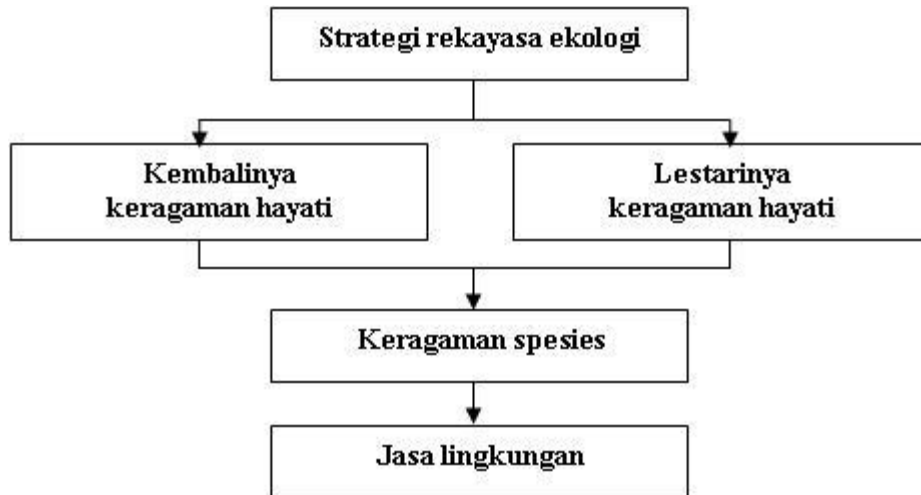 Strategi rekayasa ekologi
Kembalinya
keragaman hayati
Lestarinya
keragaman hayati
Keragaman spesies
Jasa lingkungan